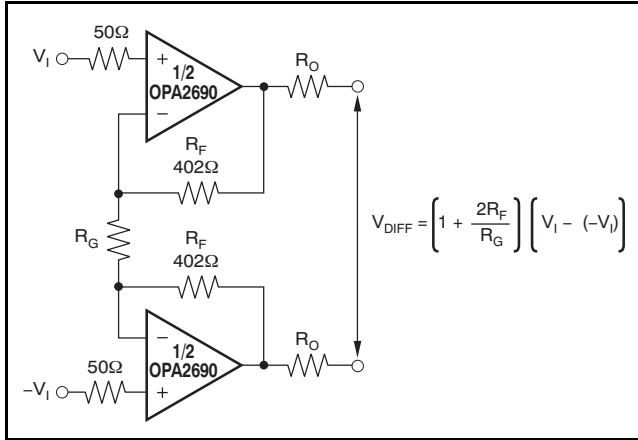 50Ω
V_I
+
1/2
OPA2690
−
R_O
R_F
402Ω
R_G
V_DIFF = [1 + 2R_F / R_G] [V_I − (−V_I)]
R_F
402Ω
−
1/2
OPA2690
+
R_O
50Ω
−V_I